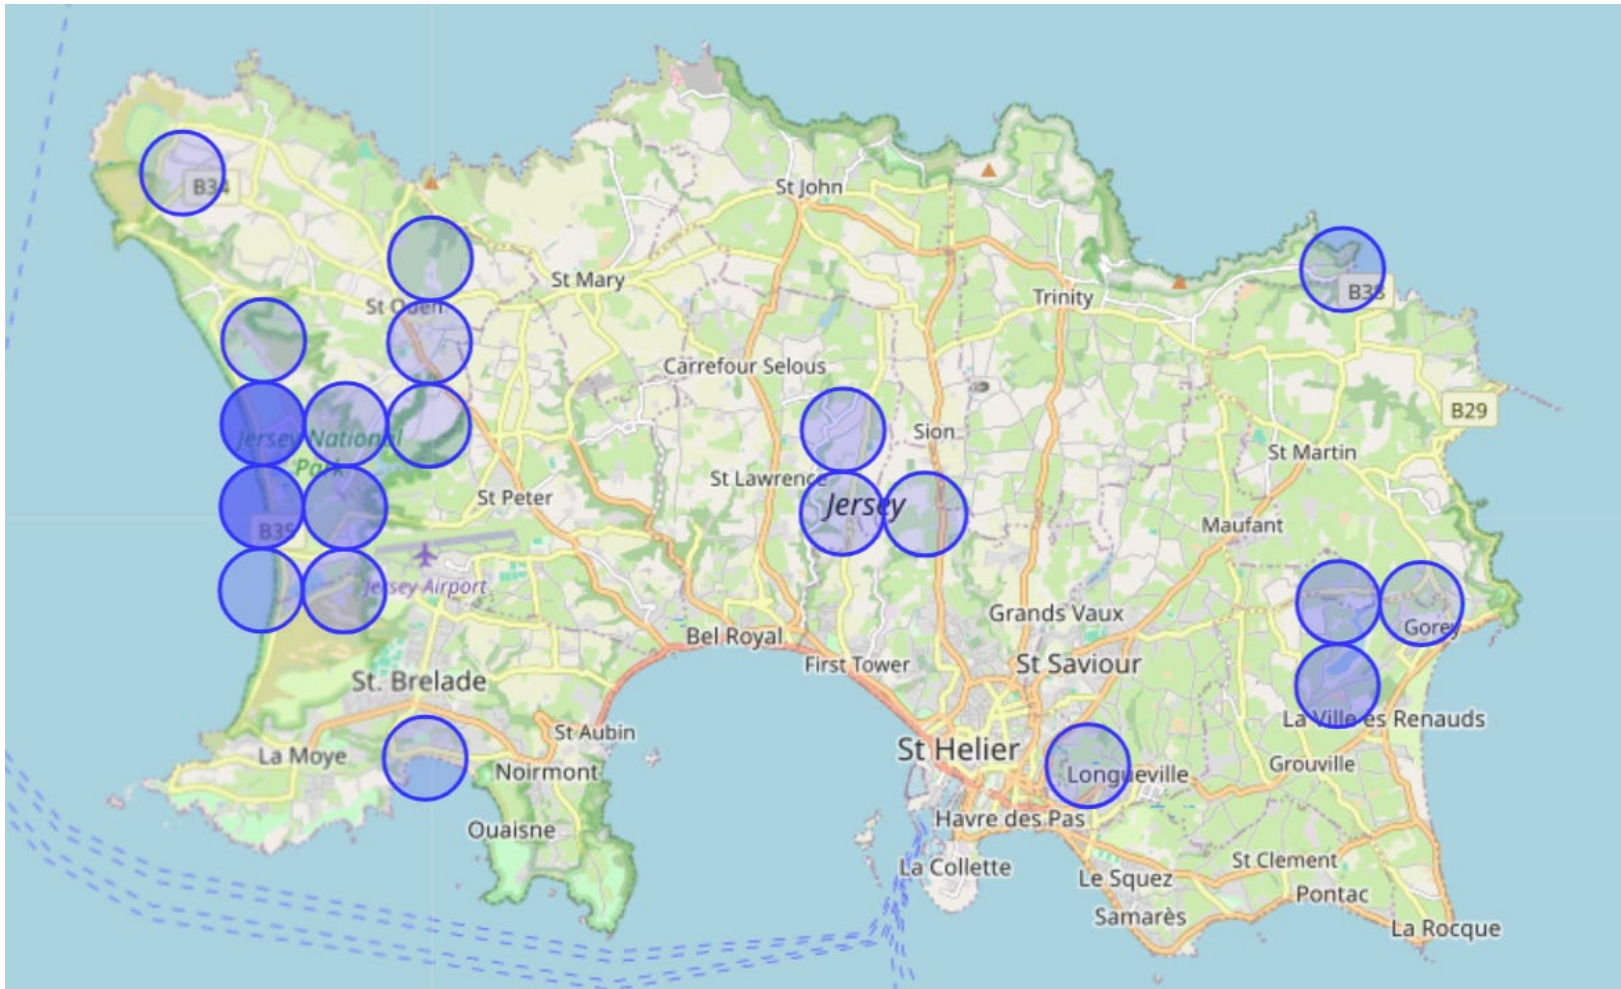 B34
St John
St Mary
St Ouen
Trinity
B33
Carrefour Selous
B29
Jersey National
Park
Sion
St Martin
St Lawrence
St Peter
Jersey
Maufant
B35
Jersey Airport
Grands Vaux
Gorey
Bel Royal
First Tower
St Saviour
St. Brelade
La Ville ès Renauds
St Aubin
La Moye
Noirmont
St Helier
Longueville
Grouville
Havre des Pas
Ouaisne
La Collette
St Clement
Le Squez
Pontac
Samarès
La Rocque